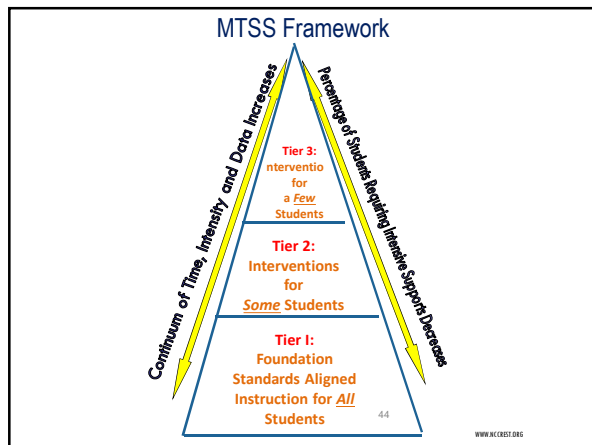 MTSS Framework
Continuum of Time, Intensity and Data Increases
Percentage of Students Requiring Intensive Supports Decreases
Tier 3:
nterventio
for
a Few
Students
Tier 2:
Interventions
for
Some Students
Tier I:
Foundation
Standards Aligned
Instruction for All
Students
44
WWW.NCCREST.ORG